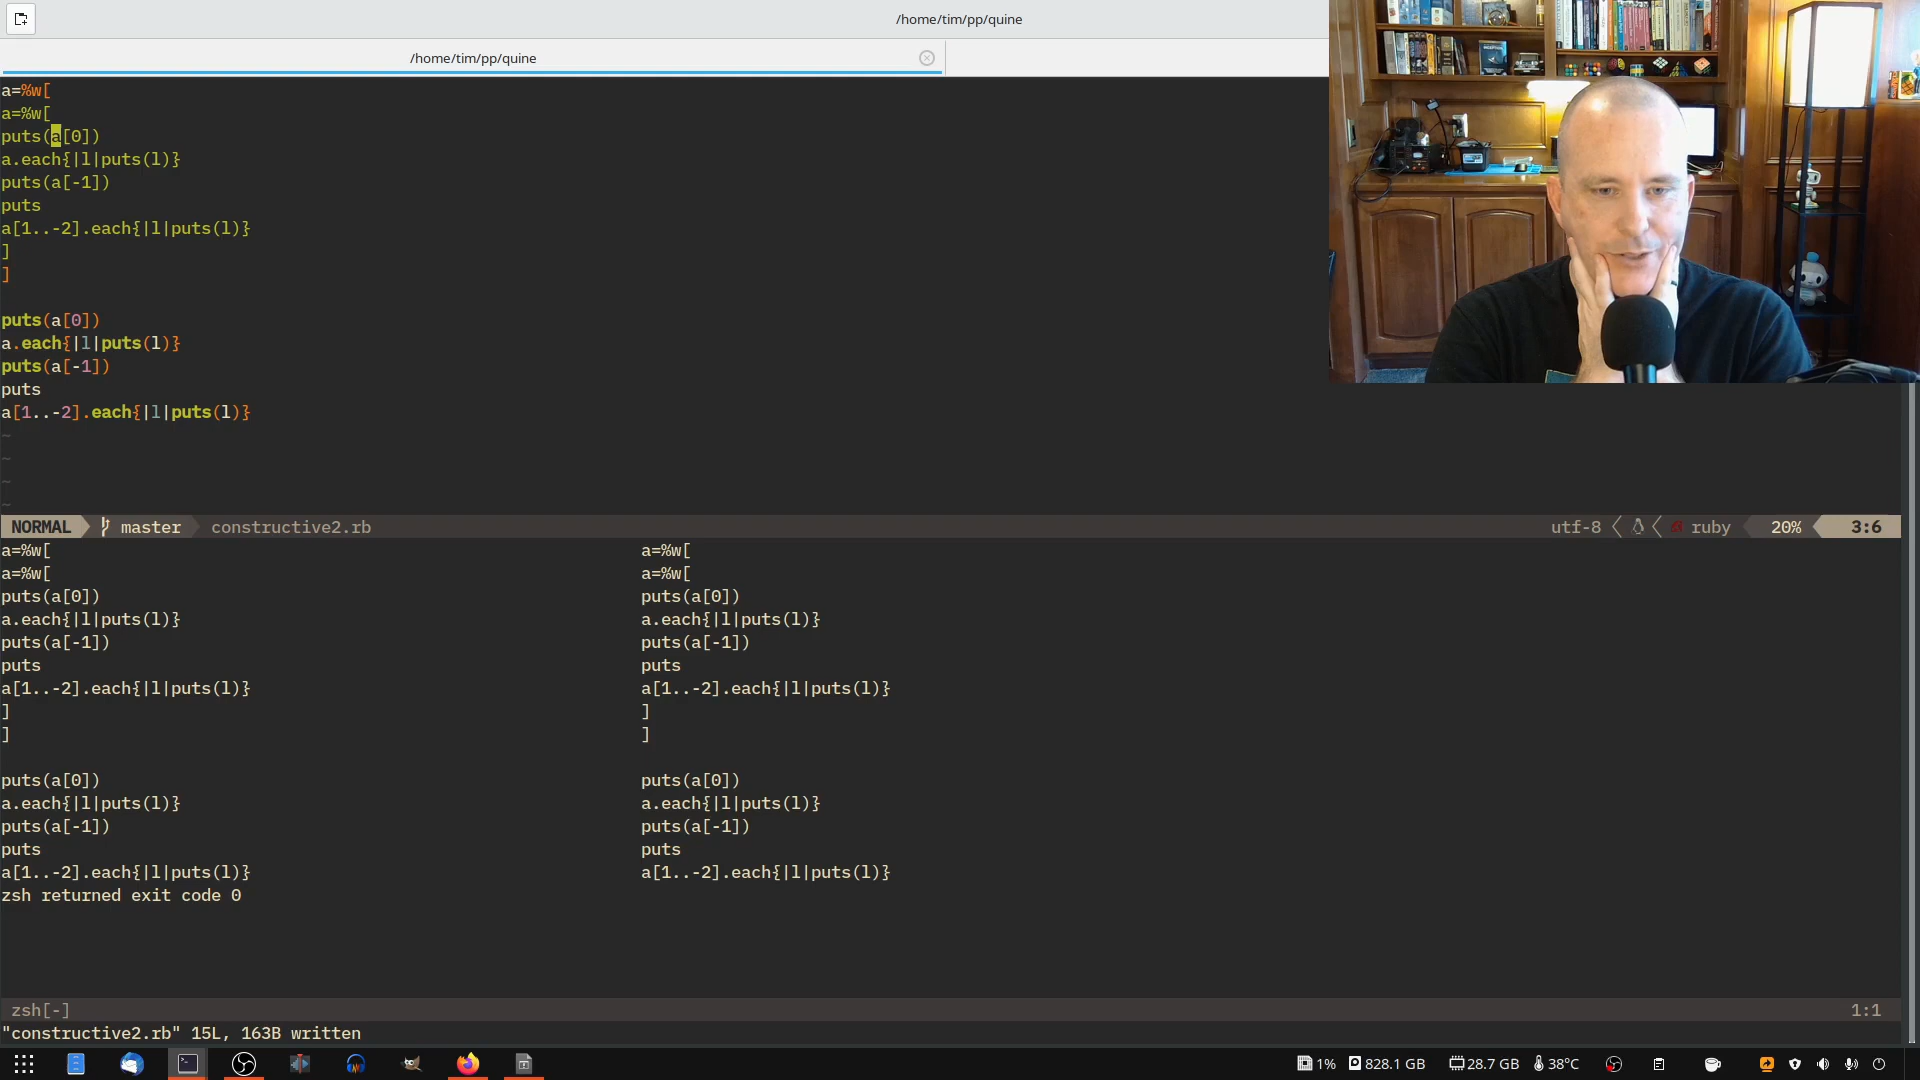 /home/tim/pp/quine
/home/tim/pp/quine
a=%w[
a=%w[
puts(a[0])
a.each{|l|puts(l)}
puts(a[-1])
puts
a[1..-2].each{|l|puts(l)}
]
]
puts(a[0])
a.each{|l|puts(l)}
puts(a[-1])
puts
a[1..-2].each{|l|puts(l)}
~
~
~
~
NORMAL master constructive2.rb utf-8 ruby 20% 3:6
a=%w[ a=%w[
a=%w[ a=%w[
puts(a[0]) puts(a[0])
a.each{|l|puts(l)} a.each{|l|puts(l)}
puts(a[-1]) puts(a[-1])
puts puts
a[1..-2].each{|l|puts(l)} a[1..-2].each{|l|puts(l)}
] ]
] ]
puts(a[0]) puts(a[0])
a.each{|l|puts(l)} a.each{|l|puts(l)}
puts(a[-1]) puts(a[-1])
puts puts
a[1..-2].each{|l|puts(l)} a[1..-2].each{|l|puts(l)}
zsh returned exit code 0
zsh[-] 1:1
"constructive2.rb" 15L, 163B written
1% 828.1 GB 28.7 GB 38°C